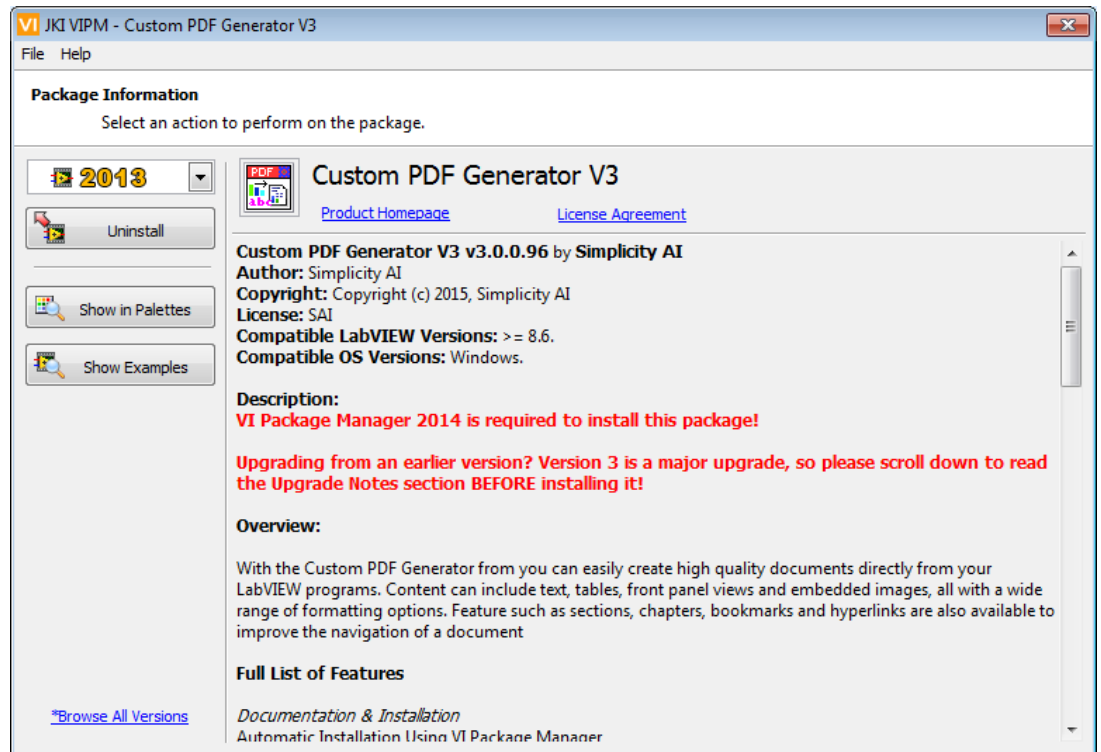 VI JKI VIPM - Custom PDF Generator V3
File Help
Package Information
Select an action to perform on the package.
2013
Uninstall
Show in Palettes
Show Examples
*Browse All Versions
PDF
abc
Custom PDF Generator V3
Product Homepage License Agreement
Custom PDF Generator V3 v3.0.0.96 by Simplicity AI
Author: Simplicity AI
Copyright: Copyright (c) 2015, Simplicity AI
License: SAI
Compatible LabVIEW Versions: >= 8.6.
Compatible OS Versions: Windows.
Description:
VI Package Manager 2014 is required to install this package!
Upgrading from an earlier version? Version 3 is a major upgrade, so please scroll down to read
the Upgrade Notes section BEFORE installing it!
Overview:
With the Custom PDF Generator from you can easily create high quality documents directly from your
LabVIEW programs. Content can include text, tables, front panel views and embedded images, all with a wide
range of formatting options. Feature such as sections, chapters, bookmarks and hyperlinks are also available to
improve the navigation of a document
Full List of Features
Documentation & Installation
Automatic Installation Using VI Package Manager